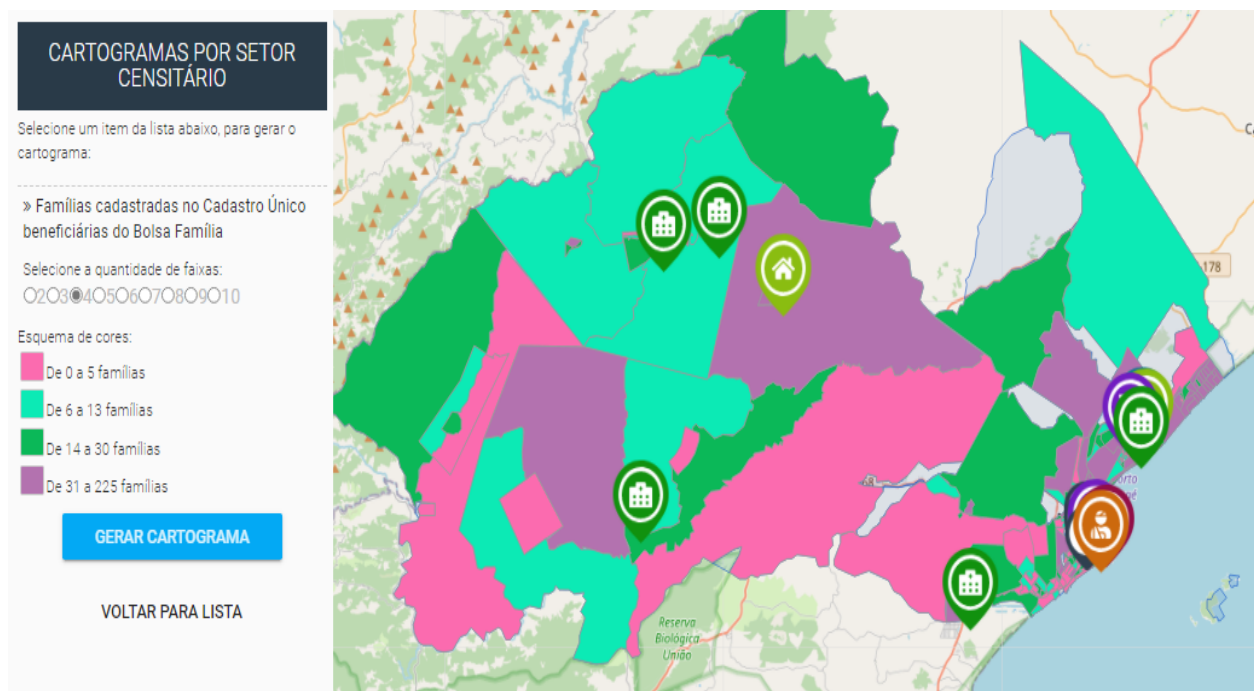 CARTOGRAMAS POR SETOR
CENSITÁRIO
Selecione um item da lista abaixo, para gerar o
cartograma:
» Famílias cadastradas no Cadastro Único
beneficiárias do Bolsa Família
Selecione a quantidade de faixas:
2 3 4 5 6 7 8 9 10
Esquema de cores:
De 0 a 5 famílias
De 6 a 13 famílias
De 14 a 30 famílias
De 31 a 225 famílias
GERAR CARTOGRAMA
VOLTAR PARA LISTA
-178
Reserva
Biológica
União